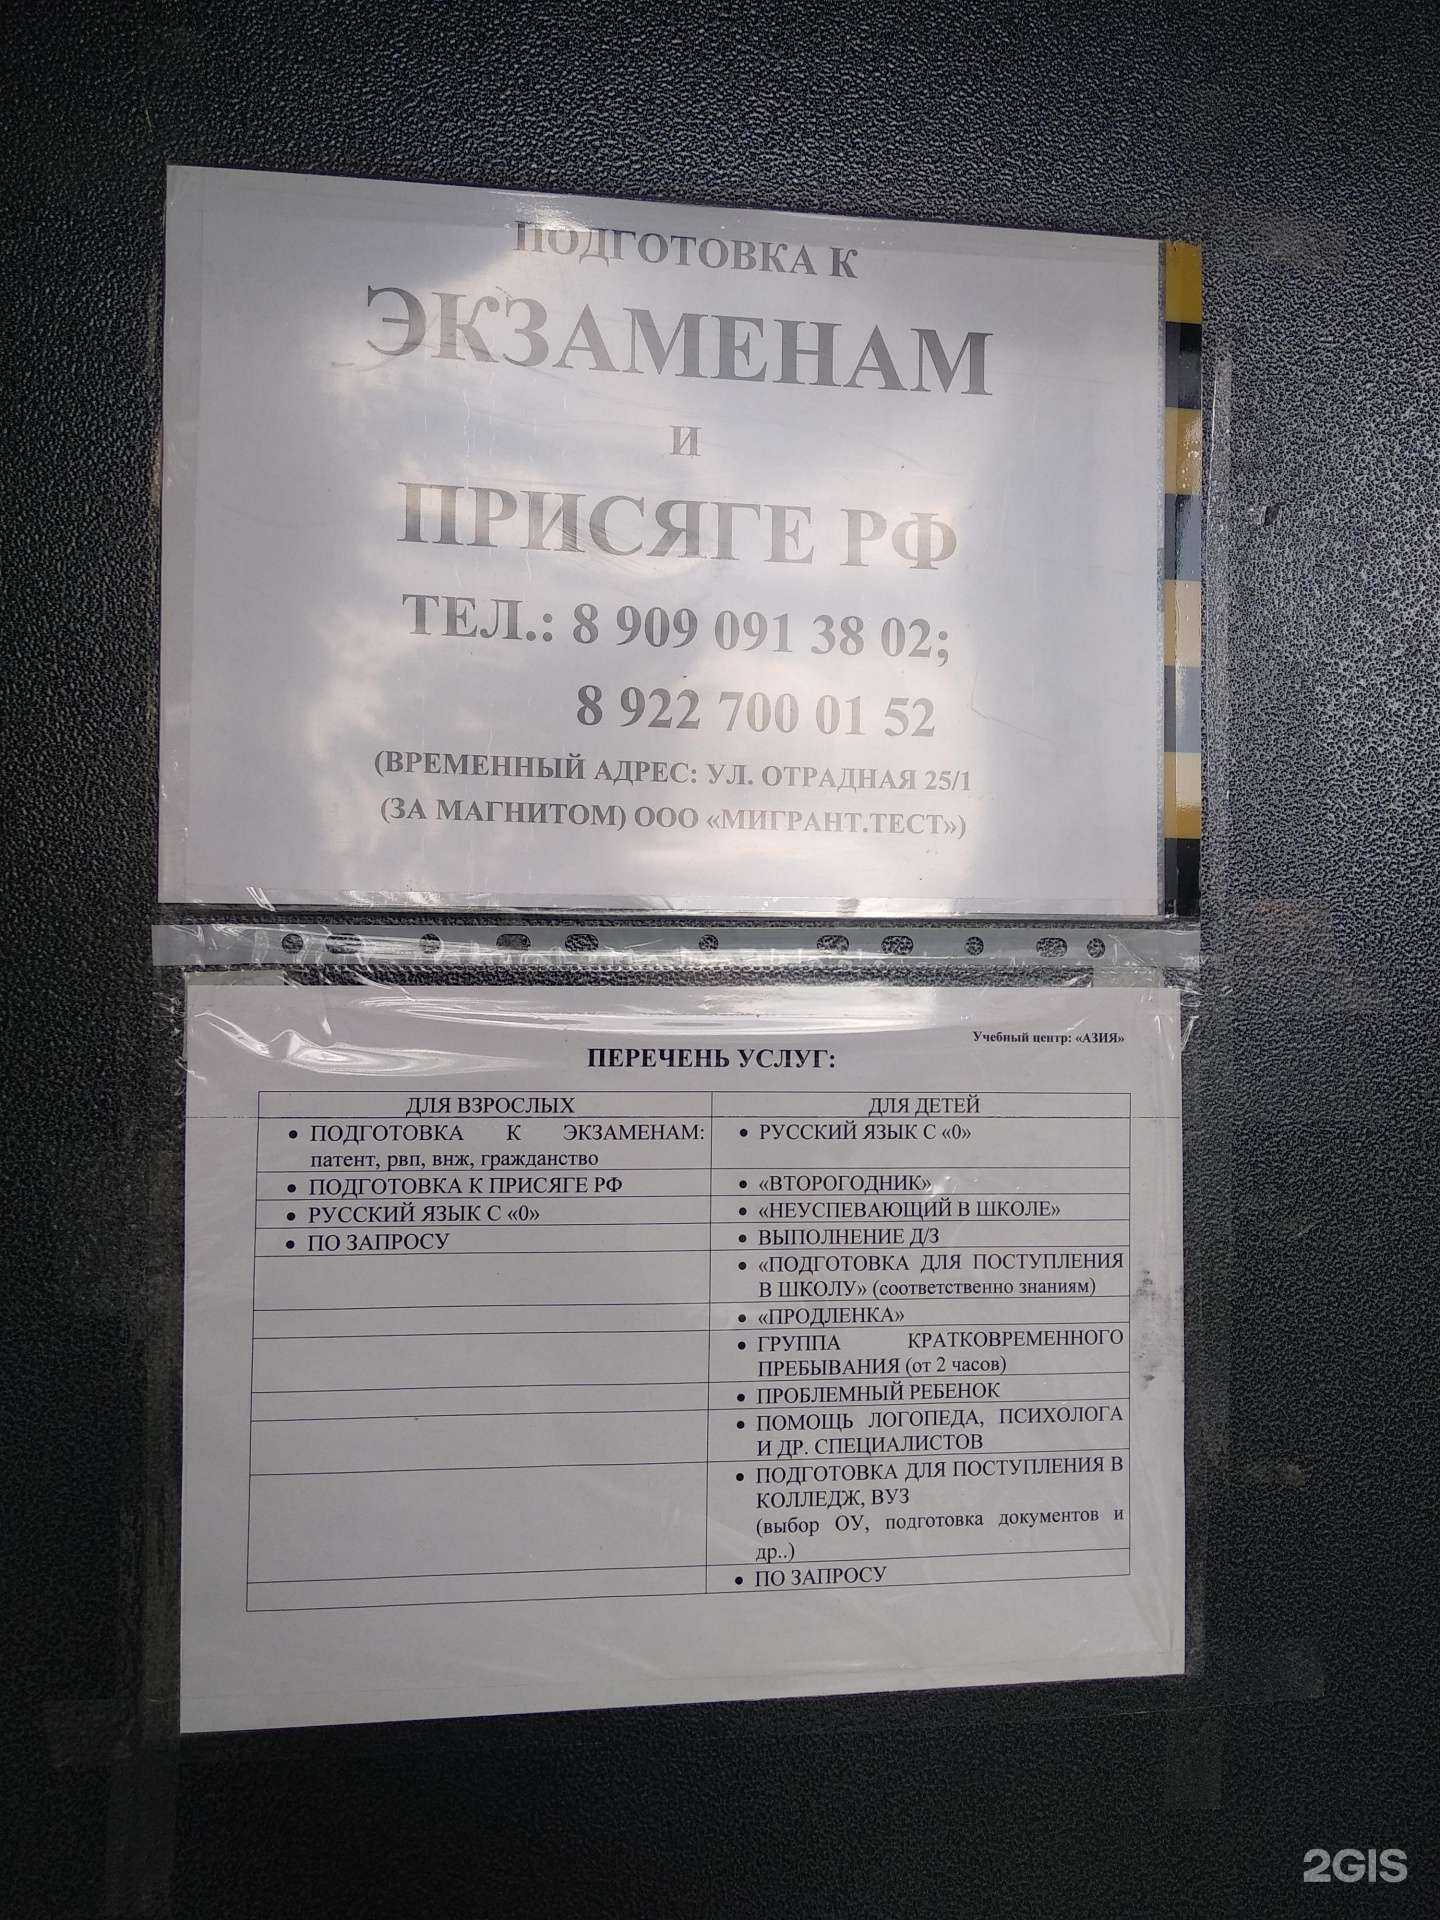 ПОДГОТОВКА К
ЭКЗАМЕНАМ
И
ПРИСЯГЕ РФ
ТЕЛ.: 8 909 091 38 02;
8 922 700 01 52
(ВРЕМЕННЫЙ АДРЕС: УЛ. ОТРАДНАЯ 25/1
(ЗА МАГНИТОМ) ООО «МИГРАНТ.ТЕСТ»)
Учебный центр: «АЗИЯ»
ПЕРЕЧЕНЬ УСЛУГ:
ДЛЯ ВЗРОСЛЫХ
• ПОДГОТОВКА К ЭКЗАМЕНАМ:
патент, рвп, внж, гражданство
• ПОДГОТОВКА К ПРИСЯГЕ РФ
• РУССКИЙ ЯЗЫК С «0»
• ПО ЗАПРОСУ
ДЛЯ ДЕТЕЙ
• РУССКИЙ ЯЗЫК С «0»
• «ВТОРОГОДНИК»
• «НЕУСПЕВАЮЩИЙ В ШКОЛЕ»
• ВЫПОЛНЕНИЕ Д/З
• «ПОДГОТОВКА ДЛЯ ПОСТУПЛЕНИЯ
В ШКОЛУ» (соответственно знаниям)
• «ПРОДЛЕНКА»
• ГРУППА КРАТКОВРЕМЕННОГО
ПРЕБЫВАНИЯ (от 2 часов)
• ПРОБЛЕМНЫЙ РЕБЕНОК
• ПОМОЩЬ ЛОГОПЕДА, ПСИХОЛОГА
И ДР. СПЕЦИАЛИСТОВ
• ПОДГОТОВКА ДЛЯ ПОСТУПЛЕНИЯ В
КОЛЛЕДЖ, ВУЗ
(выбор ОУ, подготовка документов и
др..)
• ПО ЗАПРОСУ
2GIS